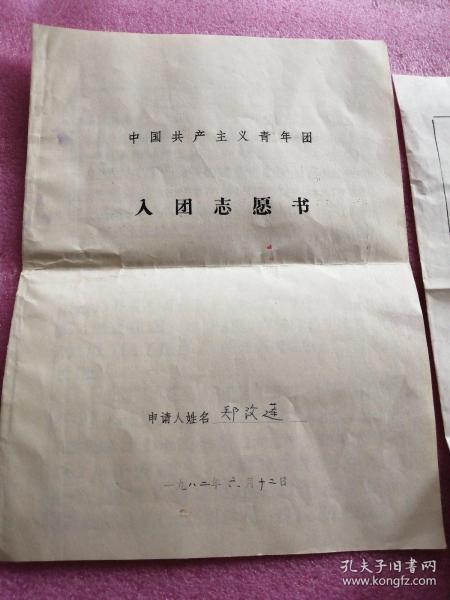 中国共产主义青年团
入团志愿书
申请人姓名 郑改莲
一九八二年六月十二日
孔夫子旧书网
www.kongfz.com